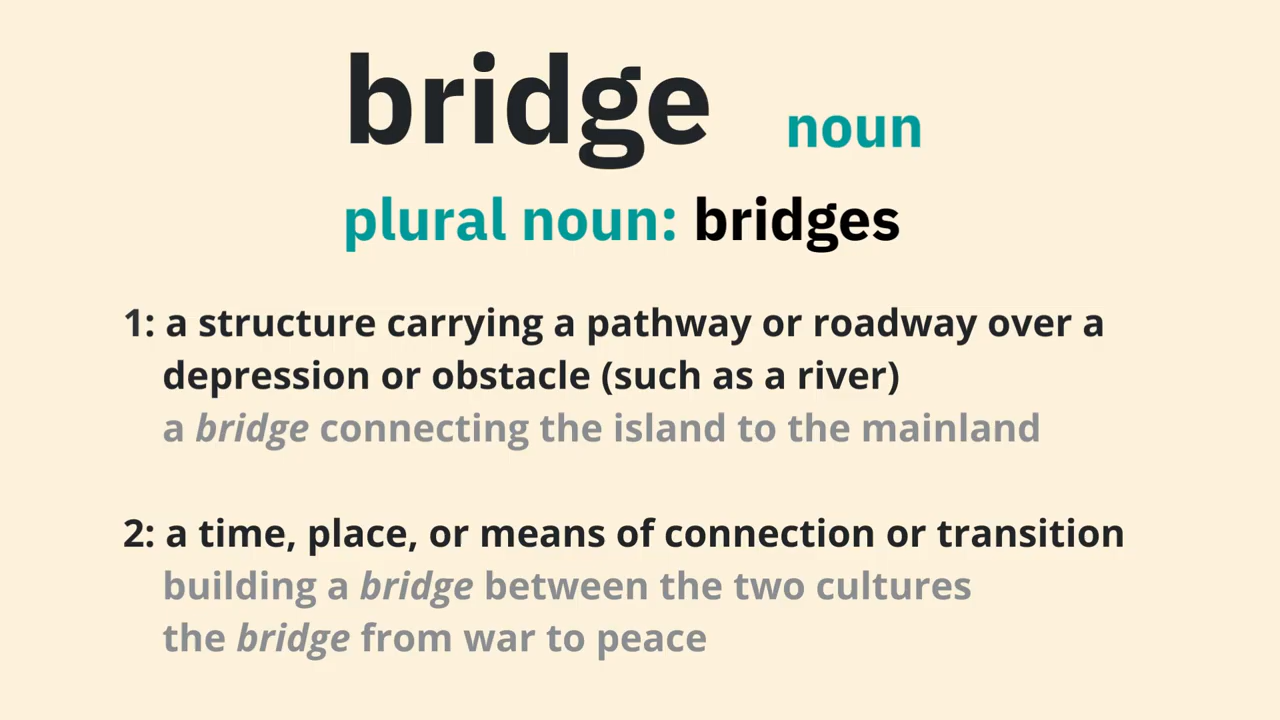 bridge noun
plural noun: bridges
1: a structure carrying a pathway or roadway over a
depression or obstacle (such as a river)
a bridge connecting the island to the mainland
2: a time, place, or means of connection or transition
building a bridge between the two cultures
the bridge from war to peace